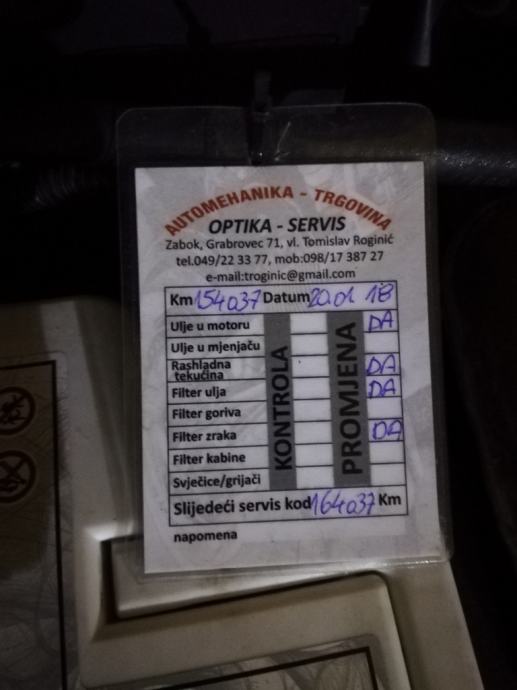 AUTOMEHANIKA - TRGOVINA
OPTIKA - SERVIS
Zabok, Grabrovec 71, vl. Tomislav Roginić
tel.049/22 33 77, mob:098/17 387 27
e-mail:troginic@gmail.com
Km 154037 Datum 20.01 18
Ulje u motoru DA
Ulje u mjenjaču
Rashladna tekućina DA
Filter ulja DA
Filter goriva
Filter zraka DA
Filter kabine
Svječice/grijači
KONTROLA
PROMJENA
Slijedeći servis kod 164037 Km
napomena